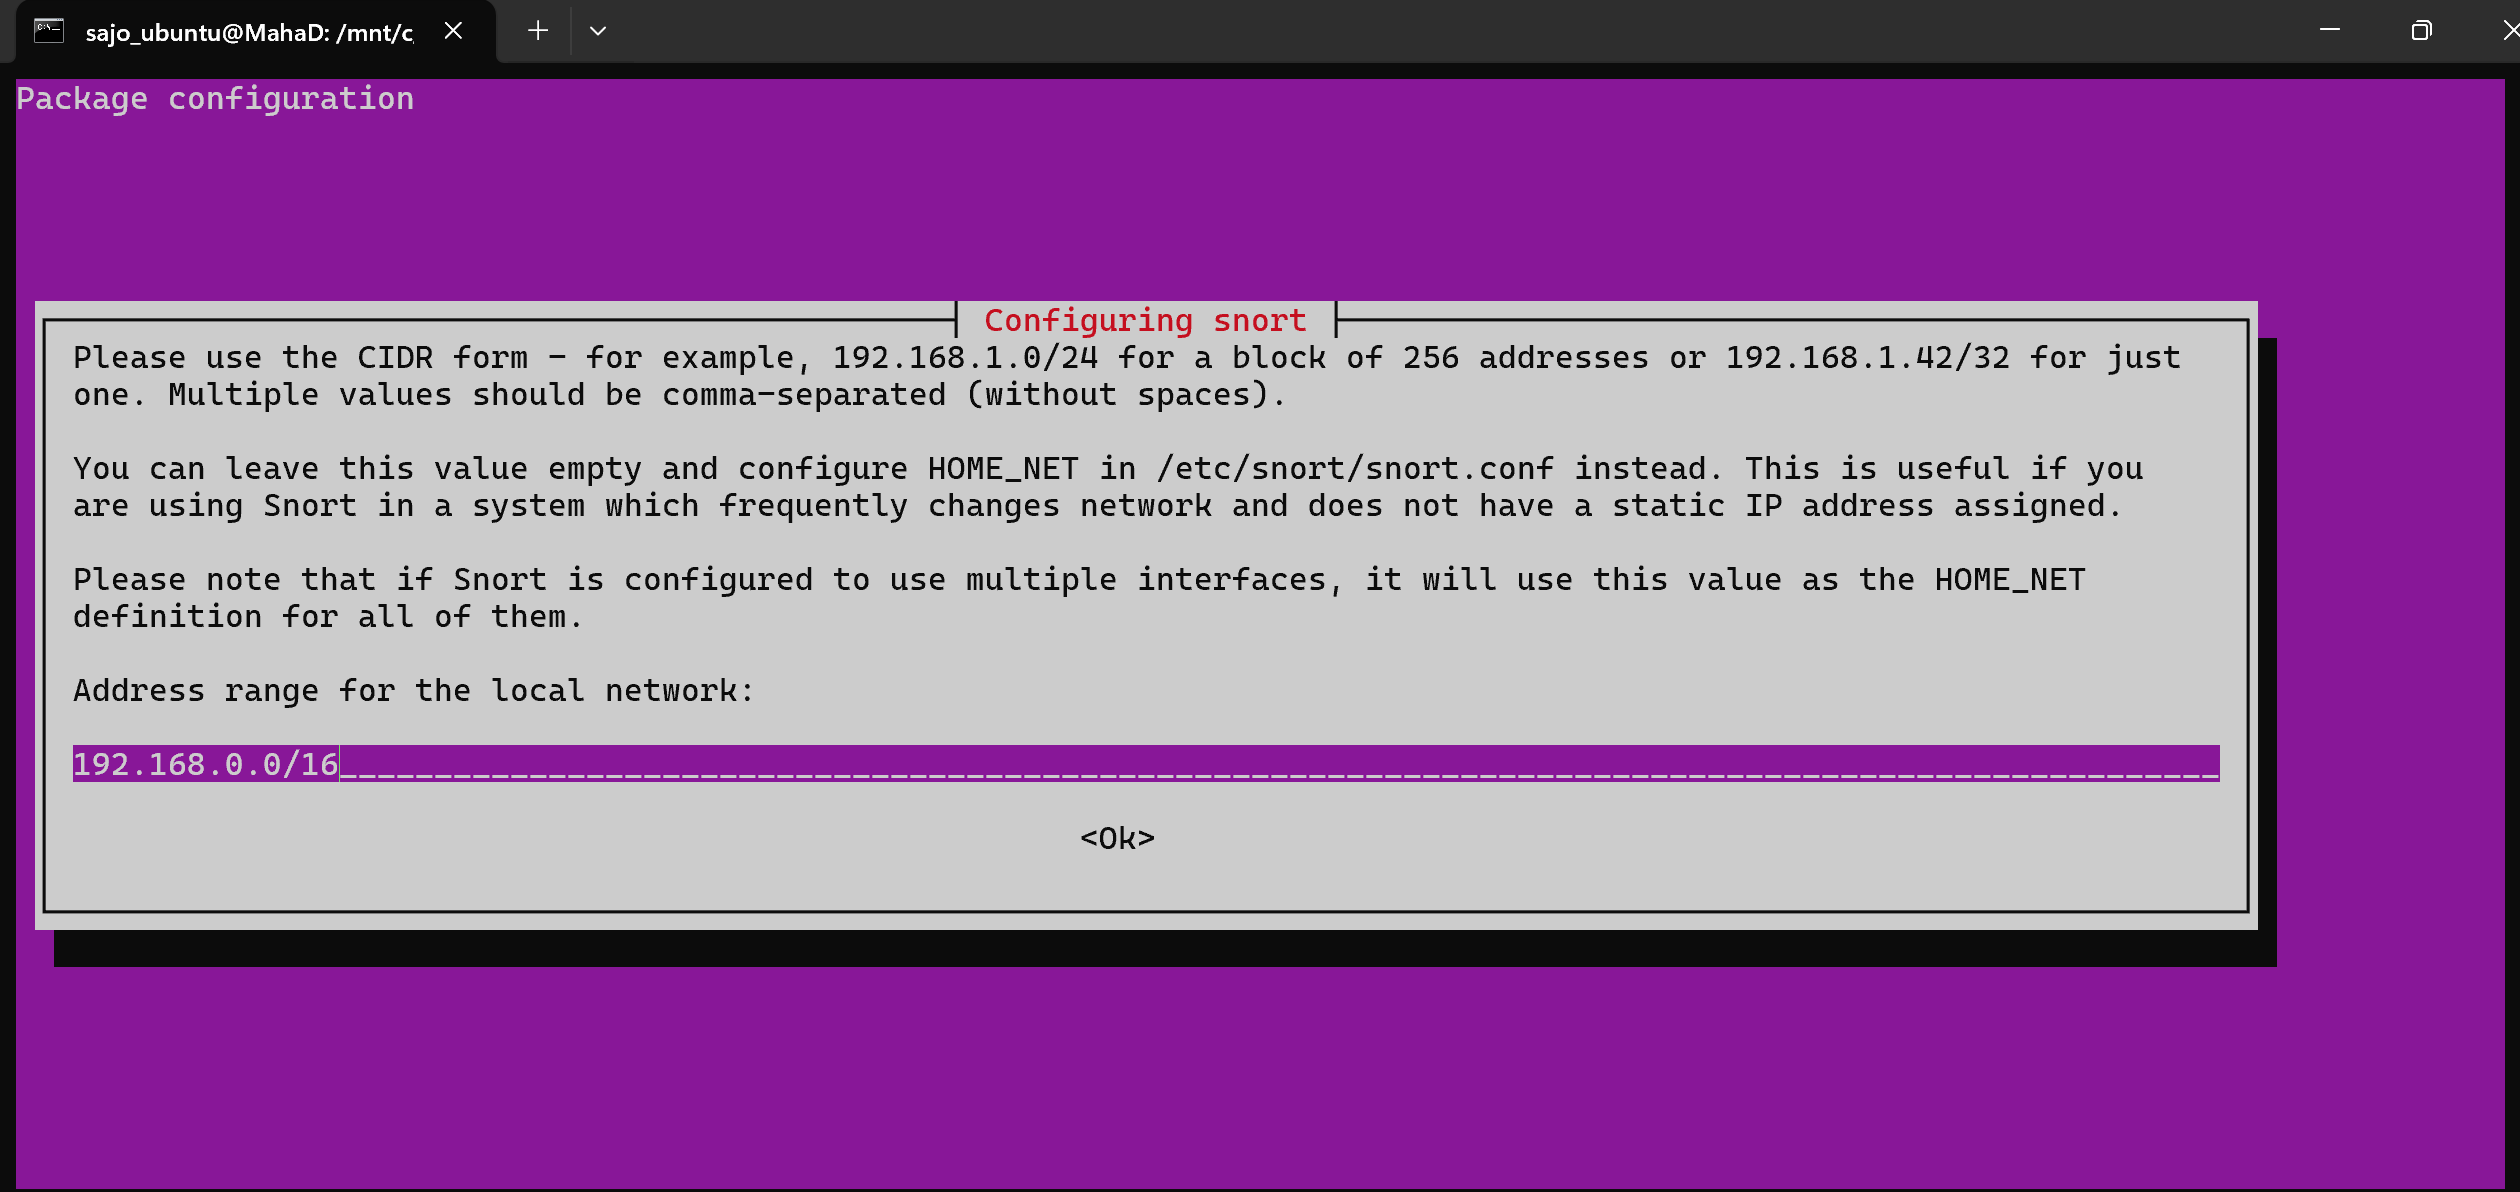 sajo_ubuntu@MahaD: /mnt/c
Package configuration
Configuring snort
Please use the CIDR form - for example, 192.168.1.0/24 for a block of 256 addresses or 192.168.1.42/32 for just
one. Multiple values should be comma-separated (without spaces).
You can leave this value empty and configure HOME_NET in /etc/snort/snort.conf instead. This is useful if you
are using Snort in a system which frequently changes network and does not have a static IP address assigned.
Please note that if Snort is configured to use multiple interfaces, it will use this value as the HOME_NET
definition for all of them.
Address range for the local network:
192.168.0.0/16
<Ok>